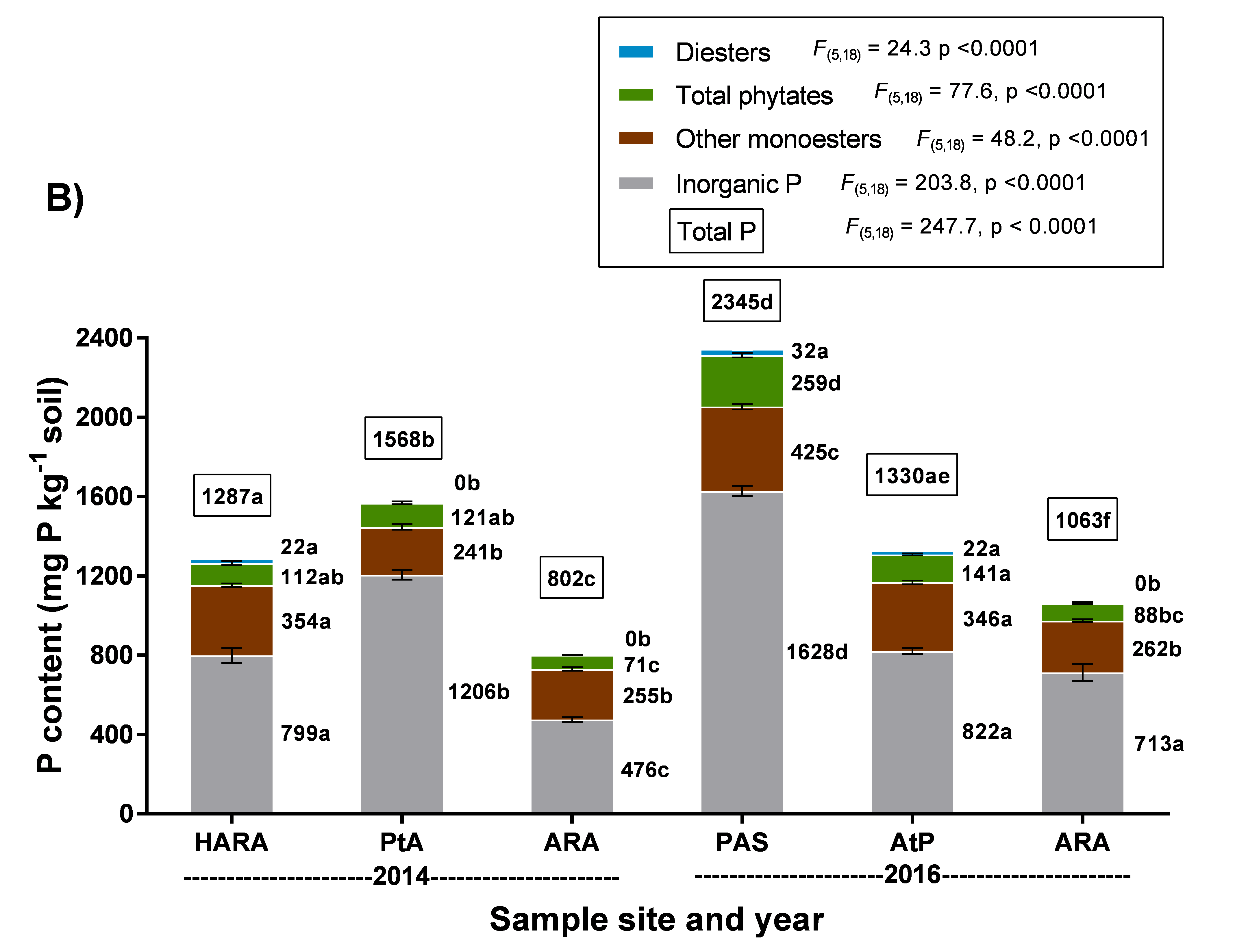 Diesters F(5,18) = 24.3 p <0.0001
Total phytates F(5,18) = 77.6, p <0.0001
Other monoesters F(5,18) = 48.2, p <0.0001
Inorganic P F(5,18) = 203.8, p <0.0001
Total P F(5,18) = 247.7, p < 0.0001
B)
P content (mg P kg-1 soil)
2400
2000
1600
1200
800
400
0
1287a
22a
112ab
354a
799a
1568b
0b
121ab
241b
1206b
802c
0b
71c
255b
476c
2345d
32a
259d
425c
1628d
1330ae
22a
141a
346a
822a
1063f
0b
88bc
262b
713a
HARA PtA ARA PAS AtP ARA
2014 2016
Sample site and year